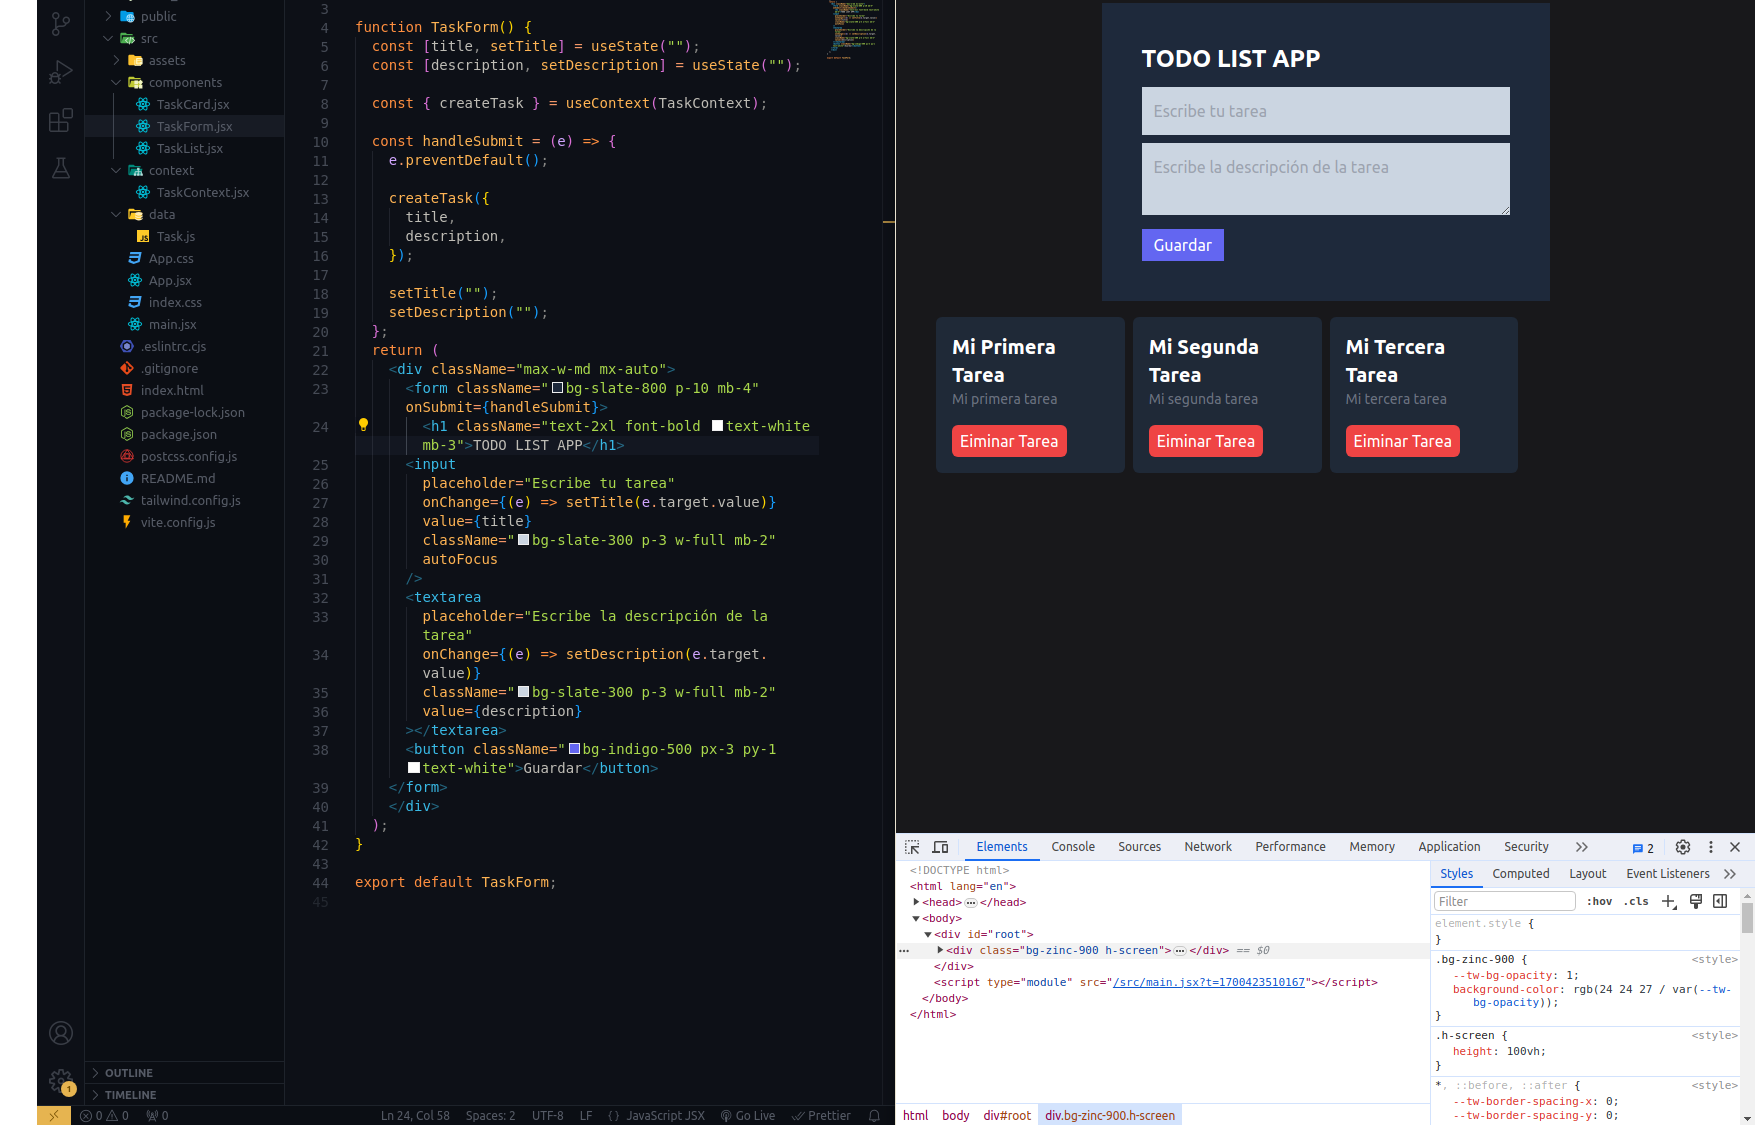 public
src
assets
components
TaskCard.jsx
TaskForm.jsx
TaskList.jsx
context
TaskContext.jsx
data
JS Task.js
App.css
App.jsx
index.css
main.jsx
.eslintrc.cjs
.gitignore
index.html
package-lock.json
package.json
postcss.config.js
README.md
tailwind.config.js
vite.config.js
OUTLINE
TIMELINE
1
3
4 function TaskForm() {
5 const [title, setTitle] = useState("");
6 const [description, setDescription] = useState("");
7
8 const { createTask } = useContext(TaskContext);
9
10 const handleSubmit = (e) => {
11 e.preventDefault();
12
13 createTask({
14 title,
15 description,
16 });
17
18 setTitle("");
19 setDescription("");
20 };
21 return (
22 <div className="max-w-md mx-auto">
23 <form className="bg-slate-800 p-10 mb-4"
onSubmit={handleSubmit}>
24 <h1 className="text-2xl font-bold text-white
mb-3">TODO LIST APP</h1>
25 <input
26 placeholder="Escribe tu tarea"
27 onChange={(e) => setTitle(e.target.value)}
28 value={title}
29 className="bg-slate-300 p-3 w-full mb-2"
30 autoFocus
31 />
32 <textarea
33 placeholder="Escribe la descripción de la
tarea"
34 onChange={(e) => setDescription(e.target.
value)}
35 className="bg-slate-300 p-3 w-full mb-2"
36 value={description}
37 ></textarea>
38 <button className="bg-indigo-500 px-3 py-1
text-white">Guardar</button>
39 </form>
40 </div>
41 );
42 }
43
44 export default TaskForm;
45
0 0 0 Ln 24, Col 58 Spaces: 2 UTF-8 LF {} JavaScript JSX Go Live Prettier
TODO LIST APP
Escribe tu tarea
Escribe la descripción de la tarea
Guardar
Mi Primera
Tarea
Mi primera tarea
Eiminar Tarea
Mi Segunda
Tarea
Mi segunda tarea
Eiminar Tarea
Mi Tercera
Tarea
Mi tercera tarea
Eiminar Tarea
Elements Console Sources Network Performance Memory Application Security 2
<!DOCTYPE html>
<html lang="en">
<head>…</head>
<body>
<div id="root">
… <div class="bg-zinc-900 h-screen">…</div> == $0
</div>
<script type="module" src="/src/main.jsx?t=1700423510167"></script>
</body>
</html>
html body div#root div.bg-zinc-900.h-screen
Styles Computed Layout Event Listeners
Filter :hov .cls
element.style {
}
.bg-zinc-900 { <style>
--tw-bg-opacity: 1;
background-color: rgb(24 24 27 / var(--tw-
bg-opacity));
}
.h-screen { <style>
height: 100vh;
}
*, ::before, ::after { <style>
--tw-border-spacing-x: 0;
--tw-border-spacing-y: 0;